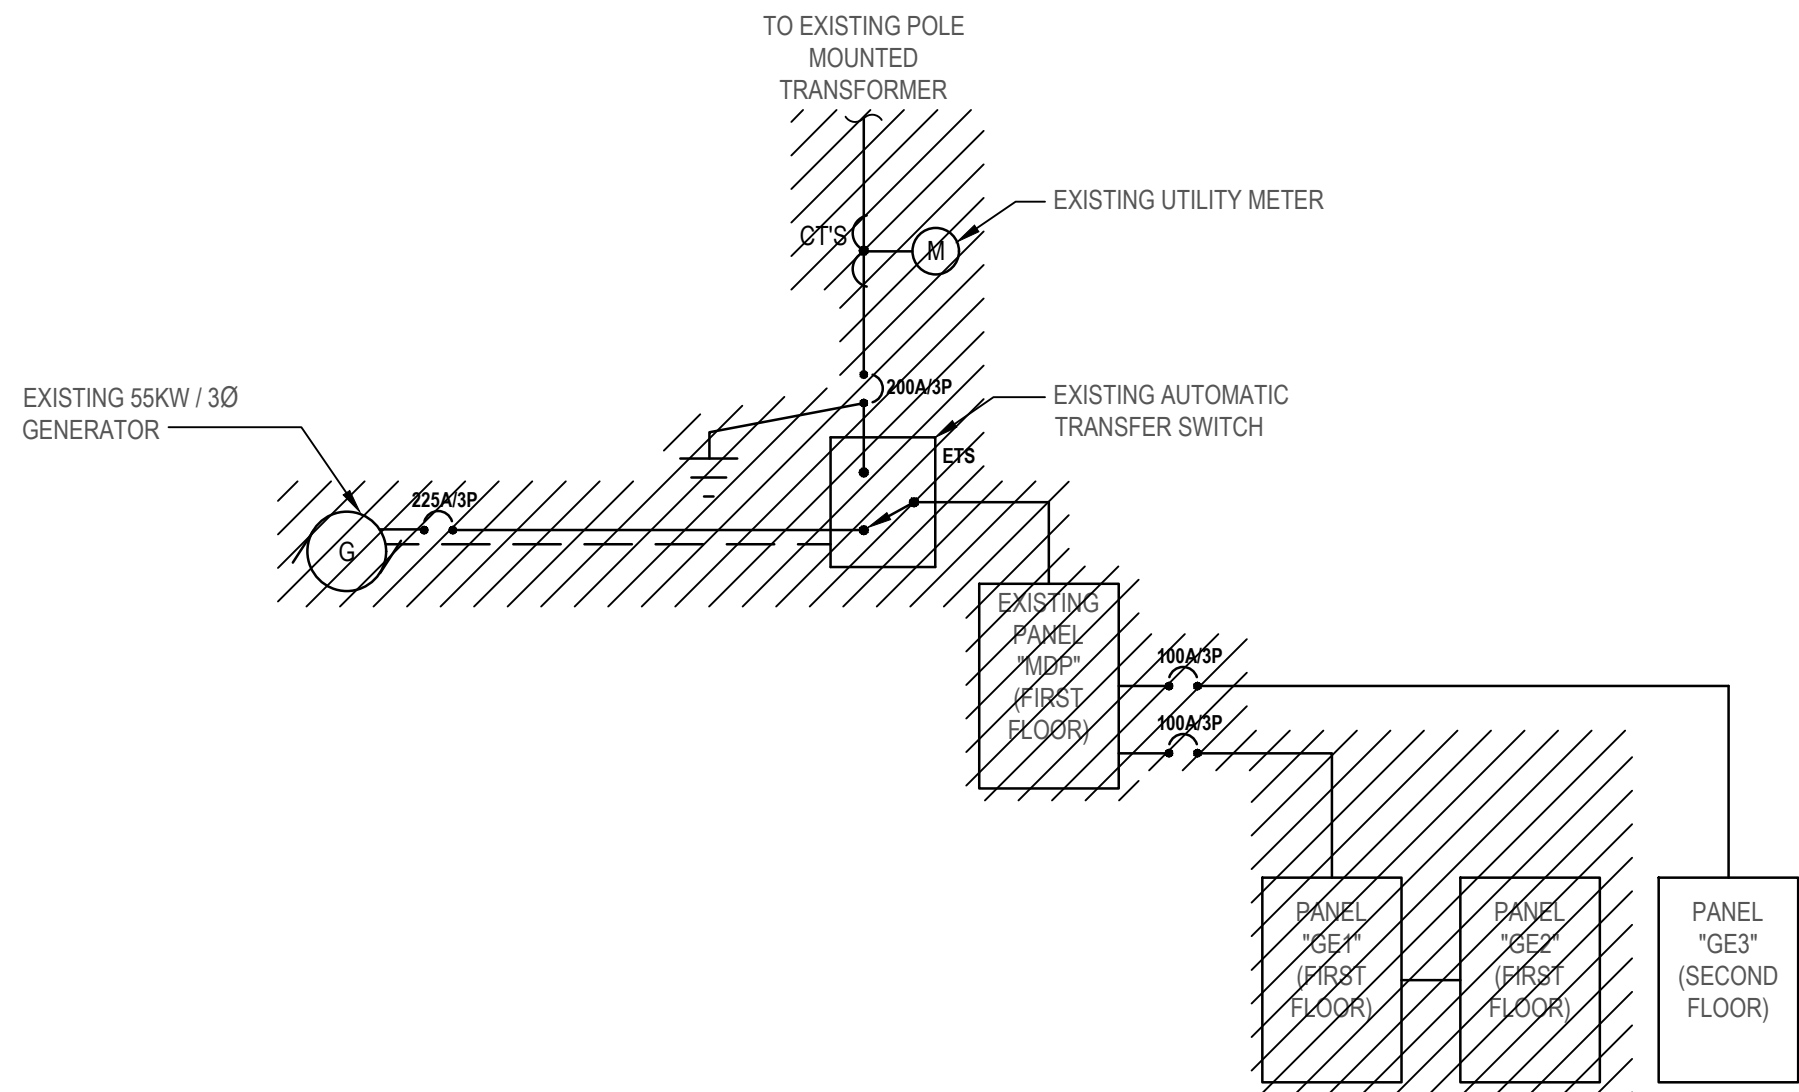 TO EXISTING POLE
MOUNTED
TRANSFORMER
EXISTING UTILITY METER
CT'S
M
200A/3P
EXISTING AUTOMATIC
TRANSFER SWITCH
EXISTING 55KW / 3Ø
GENERATOR
ETS
225A/3P
G
EXISTING
PANEL
"MDP"
(FIRST
FLOOR)
100A/3P
100A/3P
PANEL
"GE1"
(FIRST
FLOOR)
PANEL
"GE2"
(FIRST
FLOOR)
PANEL
"GE3"
(SECOND
FLOOR)